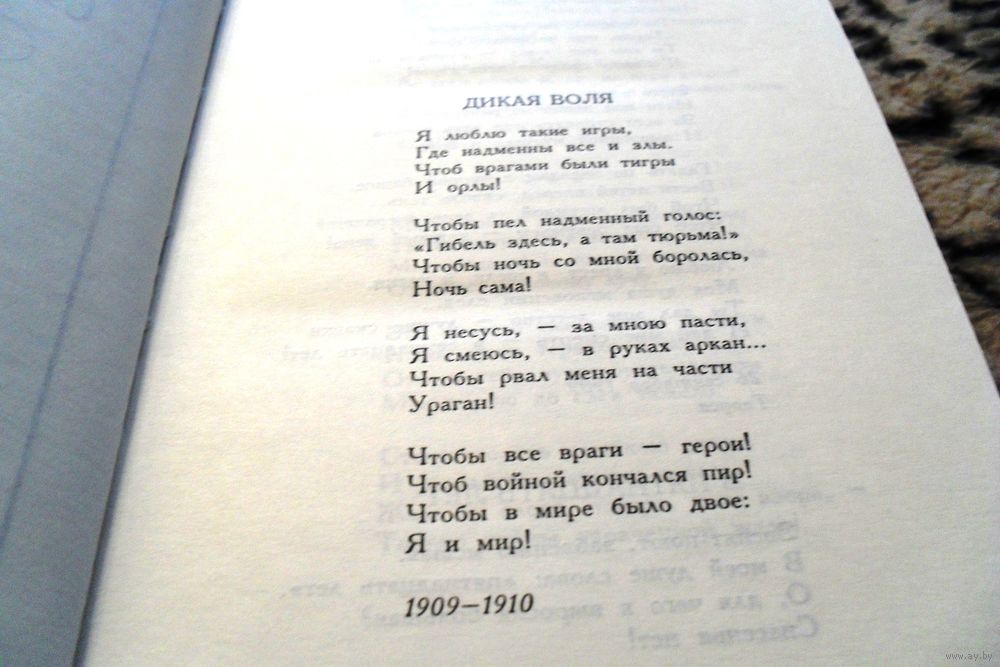 ДИКАЯ ВОЛЯ
Я люблю такие игры,
Где надменны все и злы.
Чтоб врагами были тигры
И орлы!
Чтобы пел надменный голос:
«Гибель здесь, а там тюрьма!»
Чтобы ночь со мной боролась,
Ночь сама!
Я несусь, — за мною пасти,
Я смеюсь, — в руках аркан...
Чтобы рвал меня на части
Ураган!
Чтобы все враги — герои!
Чтоб войной кончался пир!
Чтобы в мире было двое:
Я и мир!
1909—1910
www.ay.by